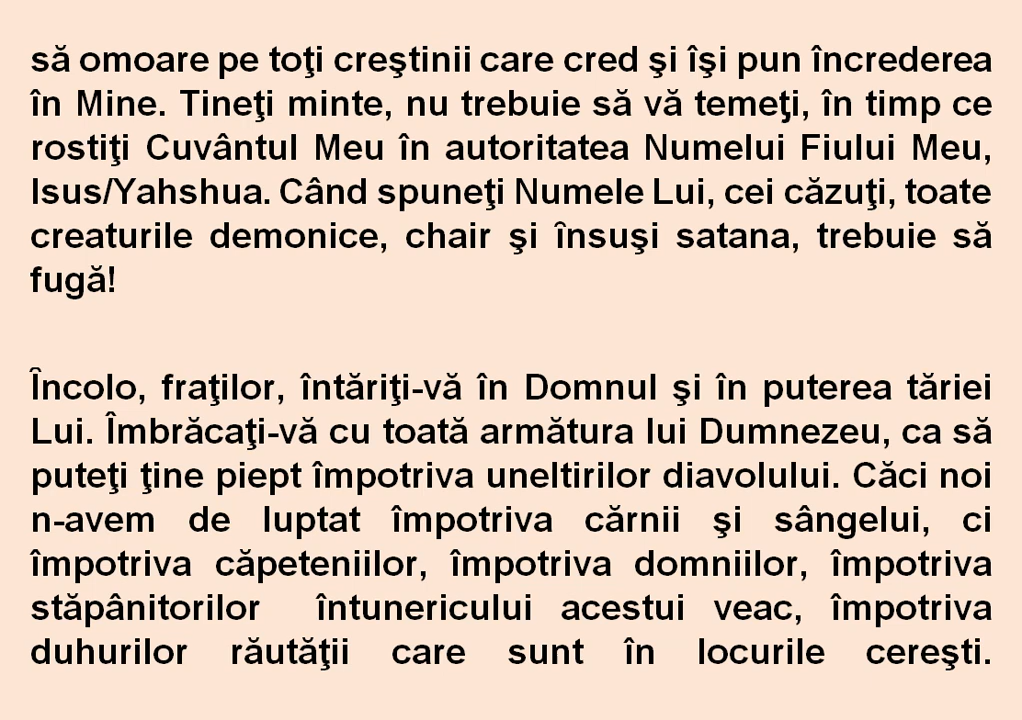 să omoare pe toţi creştinii care cred şi îşi pun încrederea
în Mine. Tineţi minte, nu trebuie să vă temeţi, în timp ce
rostiţi Cuvântul Meu în autoritatea Numelui Fiului Meu,
Isus/Yahshua. Când spuneţi Numele Lui, cei căzuţi, toate
creaturile demonice, chair şi însuşi satana, trebuie să
fugă!
Încolo, fraţilor, întăriţi-vă în Domnul şi în puterea tăriei
Lui. Îmbrăcaţi-vă cu toată armătura lui Dumnezeu, ca să
puteţi ţine piept împotriva uneltirilor diavolului. Căci noi
n-avem de luptat împotriva cărnii şi sângelui, ci
împotriva căpeteniilor, împotriva domniilor, împotriva
stăpânitorilor întunericului acestui veac, împotriva
duhurilor răutăţii care sunt în locurile cereşti.